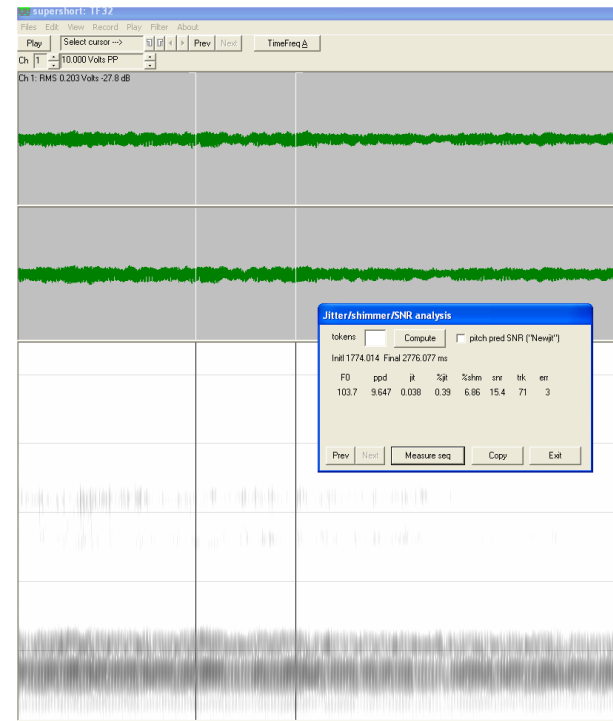 supershort: TF32
Files Edit View Record Play Filter About
Play Select cursor ---> Prev Next TimeFreq A
Ch 1 10.000 Volts PP
Ch 1: RMS 0.203 Volts -27.8 dB
Jitter/shimmer/SNR analysis
tokens Compute pitch pred SNR ("Newjit")
Initl 1774.014 Final 2776.077 ms
F0 ppd jit %jit %shm snr trk err
103.7 9.647 0.038 0.39 6.86 15.4 71 3
Prev Next Measure seq Copy Exit